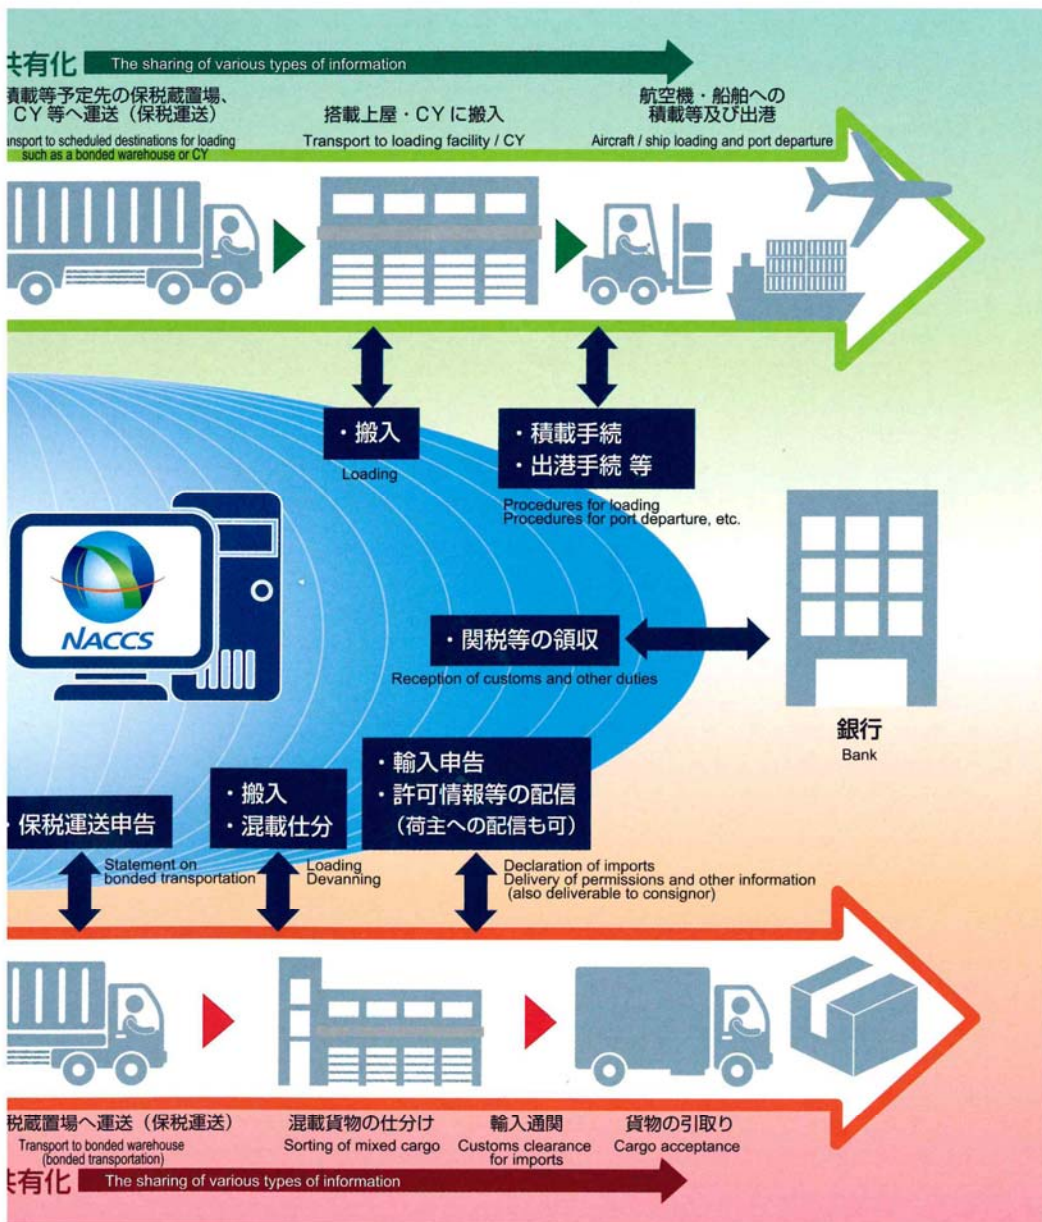 共有化
The sharing of various types of information
積載等予定先の保税蔵置場、
CY 等へ運送（保税運送）
ansport to scheduled destinations for loading
such as a bonded warehouse or CY
搭載上屋・CY に搬入
Transport to loading facility / CY
航空機・船舶への
積載等及び出港
Aircraft / ship loading and port departure
・搬入
Loading
・積載手続
・出港手続 等
Procedures for loading
Procedures for port departure, etc.
NACCS
・関税等の領収
Reception of customs and other duties
銀行
Bank
・保税運送申告
Statement on
bonded transportation
・搬入
・混載仕分
Loading
Devanning
・輸入申告
・許可情報等の配信
（荷主への配信も可）
Declaration of imports
Delivery of permissions and other information
(also deliverable to consignor)
税蔵置場へ運送（保税運送）
Transport to bonded warehouse
(bonded transportation)
混載貨物の仕分け
Sorting of mixed cargo
輸入通関
Customs clearance
for imports
貨物の引取り
Cargo acceptance
共有化
The sharing of various types of information